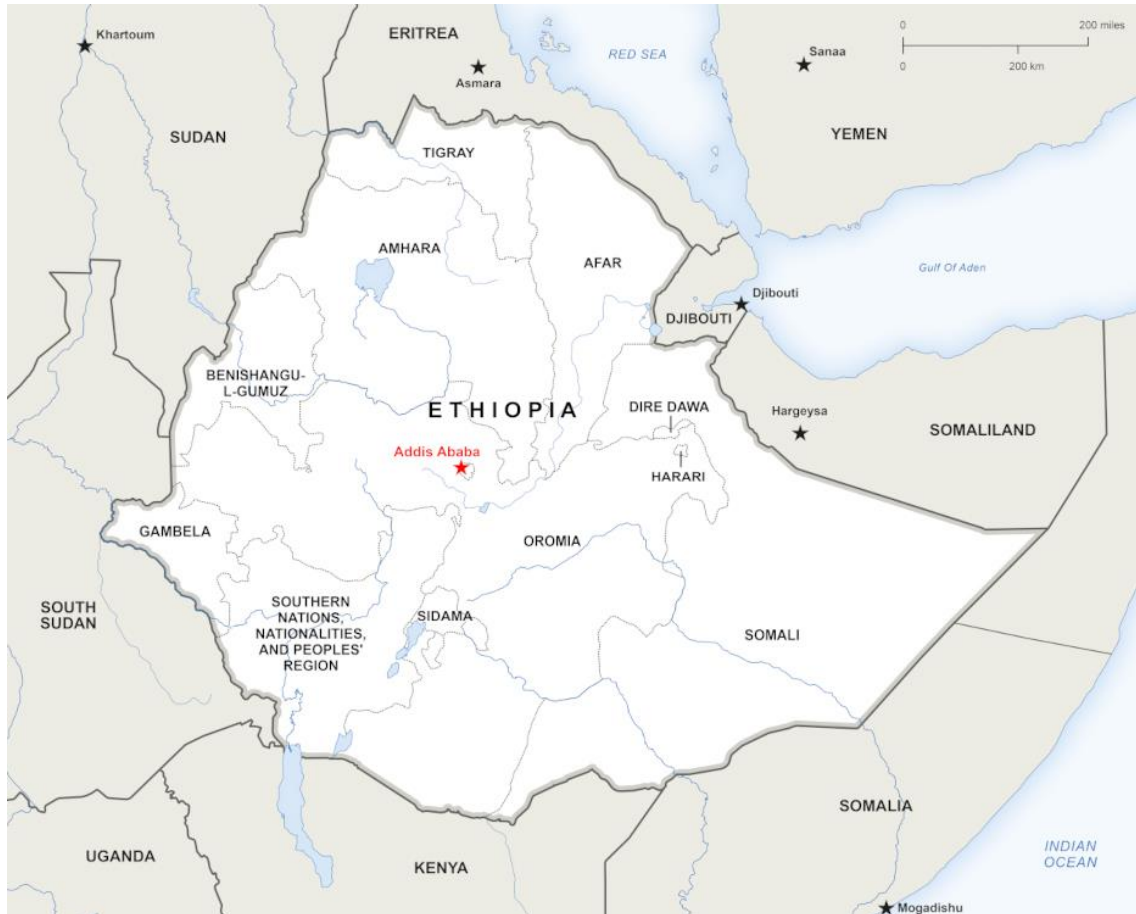 Khartoum
ERITREA
Asmara
RED SEA
Sanaa
0 200 miles
0 200 km
SUDAN
YEMEN
TIGRAY
AMHARA
AFAR
Gulf Of Aden
Djibouti
DJIBOUTI
BENISHANGU-
L-GUMUZ
ETHIOPIA
DIRE DAWA
Hargeysa
SOMALILAND
Addis Ababa
HARARI
GAMBELA
OROMIA
SOUTH
SUDAN
SOUTHERN
NATIONS,
NATIONALITIES,
AND PEOPLES'
REGION
SIDAMA
SOMALI
SOMALIA
UGANDA
KENYA
INDIAN
OCEAN
Mogadishu